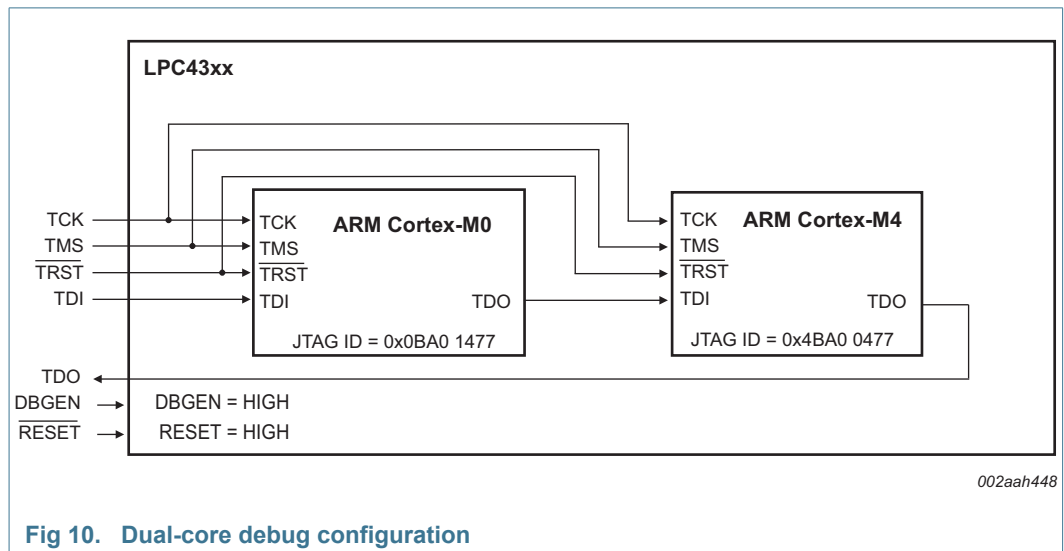 LPC43xx
TCK
TMS
TRST
TDI
TDO
DBGEN
RESET
TCK
TMS
TRST
TDI
ARM Cortex-M0
TDO
JTAG ID = 0x0BA0 1477
TCK
TMS
TRST
TDI
ARM Cortex-M4
TDO
JTAG ID = 0x4BA0 0477
DBGEN = HIGH
RESET = HIGH
002aah448
Fig 10. Dual-core debug configuration